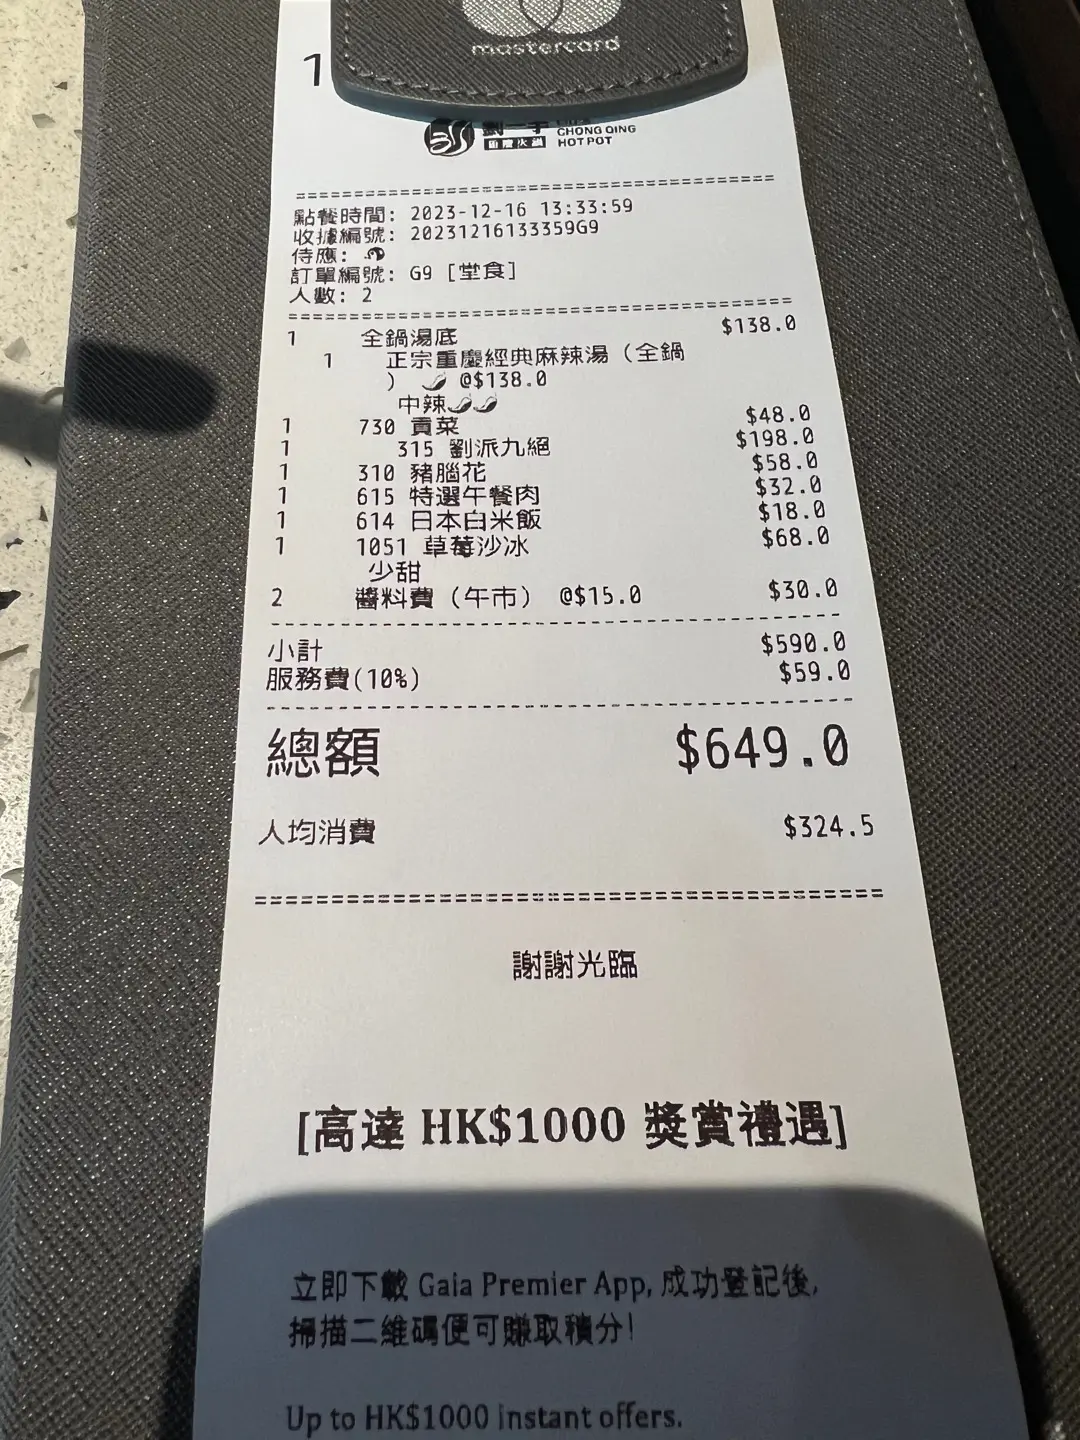 mastercard
1
劉一手 CHONG QING
重慶火鍋 HOT POT
點餐時間: 2023-12-16 13:33:59
收據編號: 20231216133359G9
侍應:
訂單編號: G9 [堂食]
人數: 2
1 全鍋湯底 $138.0
1 正宗重慶經典麻辣湯（全鍋
） @$138.0
中辣
1 730 貢菜 $48.0
1 315 劉派九絕 $198.0
1 310 豬腦花 $58.0
1 615 特選午餐肉 $32.0
1 614 日本白米飯 $18.0
1 1051 草莓沙冰 $68.0
少甜
2 醬料費（午市） @$15.0 $30.0
小計 $590.0
服務費(10%) $59.0
總額 $649.0
人均消費 $324.5
謝謝光臨
[高達 HK$1000 獎賞禮遇]
立即下載 Gaia Premier App, 成功登記後,
掃描二維碼便可賺取積分!
Up to HK$1000 instant offers.